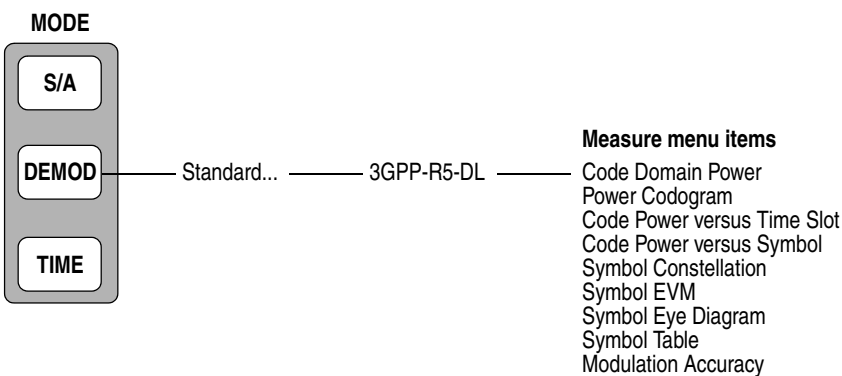 MODE
S/A
DEMOD
TIME
Standard...
3GPP-R5-DL
Measure menu items
Code Domain Power
Power Codogram
Code Power versus Time Slot
Code Power versus Symbol
Symbol Constellation
Symbol EVM
Symbol Eye Diagram
Symbol Table
Modulation Accuracy